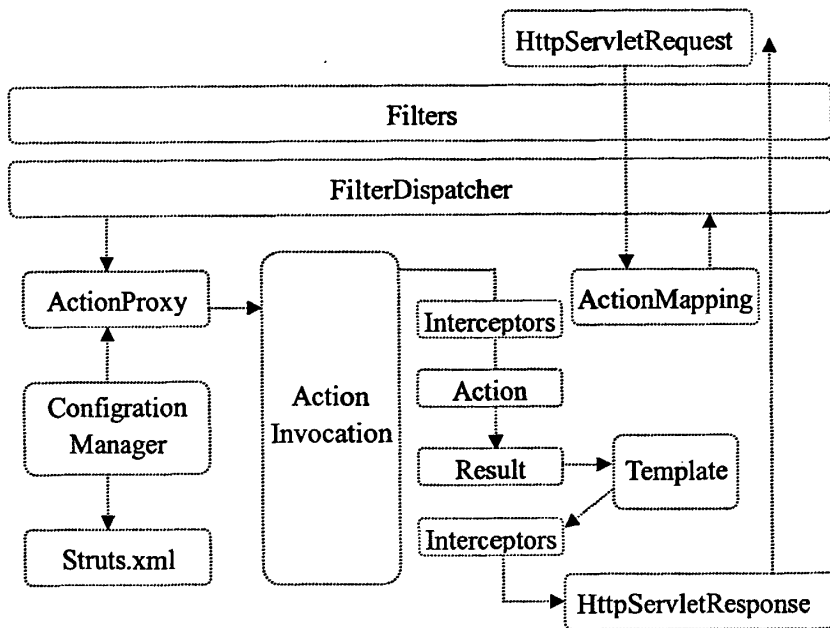 HttpServletRequest
Filters
FilterDispatcher
ActionProxy
ActionMapping
Interceptors
Action
Invocation
Action
Configration
Manager
Result
Template
Interceptors
Struts.xml
HttpServletResponse